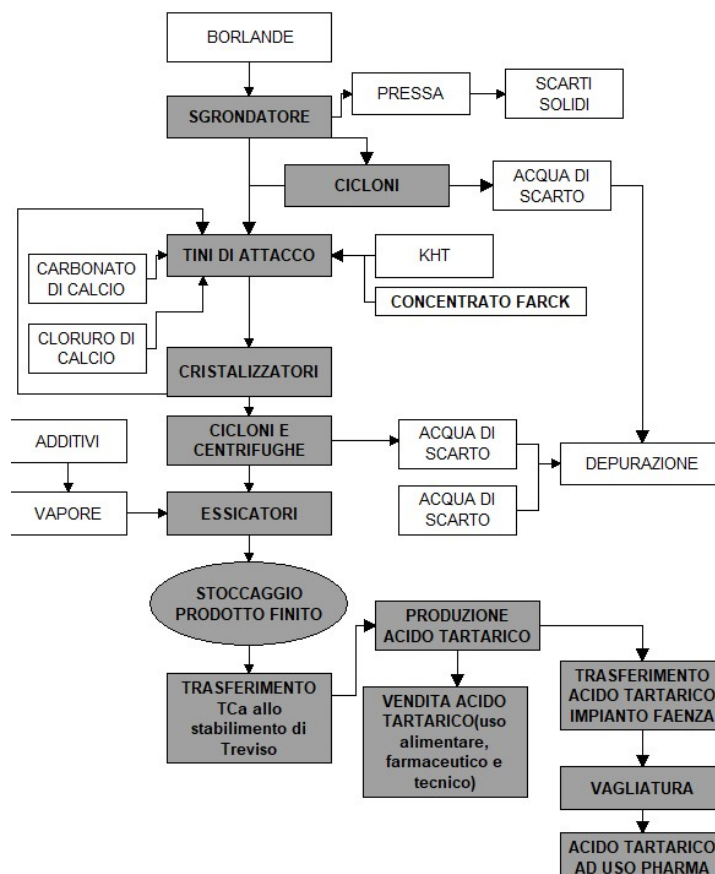 BORLANDE
SGRONDATORE
PRESSA
SCARTI
SOLIDI
CICLONI
ACQUA DI
SCARTO
TINI DI ATTACCO
KHT
CARBONATO
DI CALCIO
CONCENTRATO FARCK
CLORURO DI
CALCIO
CRISTALIZZATORI
ADDITIVI
CICLONI E
CENTRIFUGHE
ACQUA DI
SCARTO
DEPURAZIONE
VAPORE
ESSICATORI
ACQUA DI
SCARTO
STOCCAGGIO
PRODOTTO FINITO
PRODUZIONE
ACIDO TARTARICO
TRASFERIMENTO
TCa allo
stabilimento di
Treviso
VENDITA ACIDO
TARTARICO(uso
alimentare,
farmaceutico e
tecnico)
TRASFERIMENTO
ACIDO TARTARICO
IMPIANTO FAENZA
VAGLIATURA
ACIDO TARTARICO
AD USO PHARMA